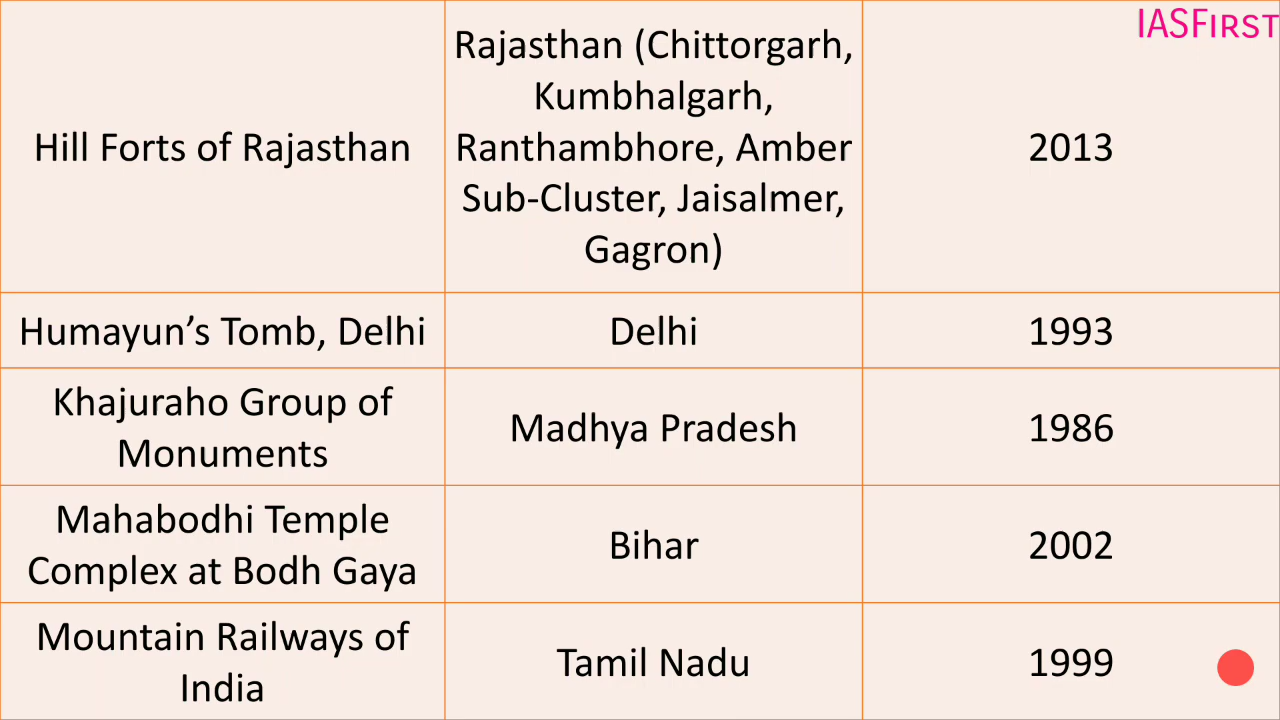 IASFIRST
Hill Forts of Rajasthan
Rajasthan (Chittorgarh,
Kumbhalgarh,
Ranthambhore, Amber
Sub-Cluster, Jaisalmer,
Gagron)
2013
Humayun’s Tomb, Delhi
Delhi
1993
Khajuraho Group of
Monuments
Madhya Pradesh
1986
Mahabodhi Temple
Complex at Bodh Gaya
Bihar
2002
Mountain Railways of
India
Tamil Nadu
1999